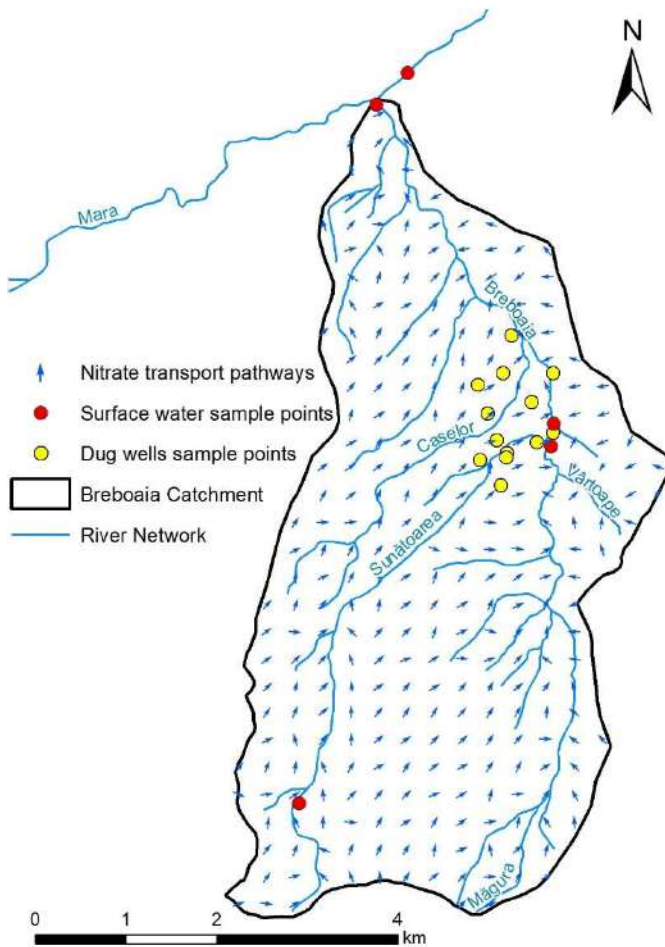 N
Mara
Breboaia
Nitrate transport pathways
Surface water sample points
Caselor
Dug wells sample points
Vârtoape
Breboaia Catchment
Sunătoarea
River Network
Măgura
0 1 2 4
km